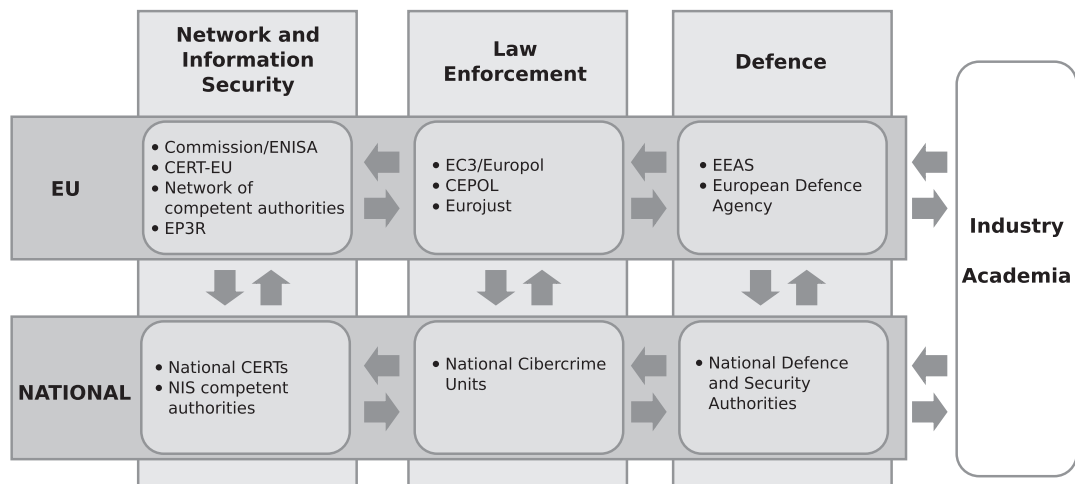 Network and
Information
Security
Law
Enforcement
Defence
EU
• Commission/ENISA
• CERT-EU
• Network of
competent authorities
• EP3R
• EC3/Europol
• CEPOL
• Eurojust
• EEAS
• European Defence
Agency
Industry
Academia
NATIONAL
• National CERTs
• NIS competent
authorities
• National Cibercrime
Units
• National Defence
and Security
Authorities